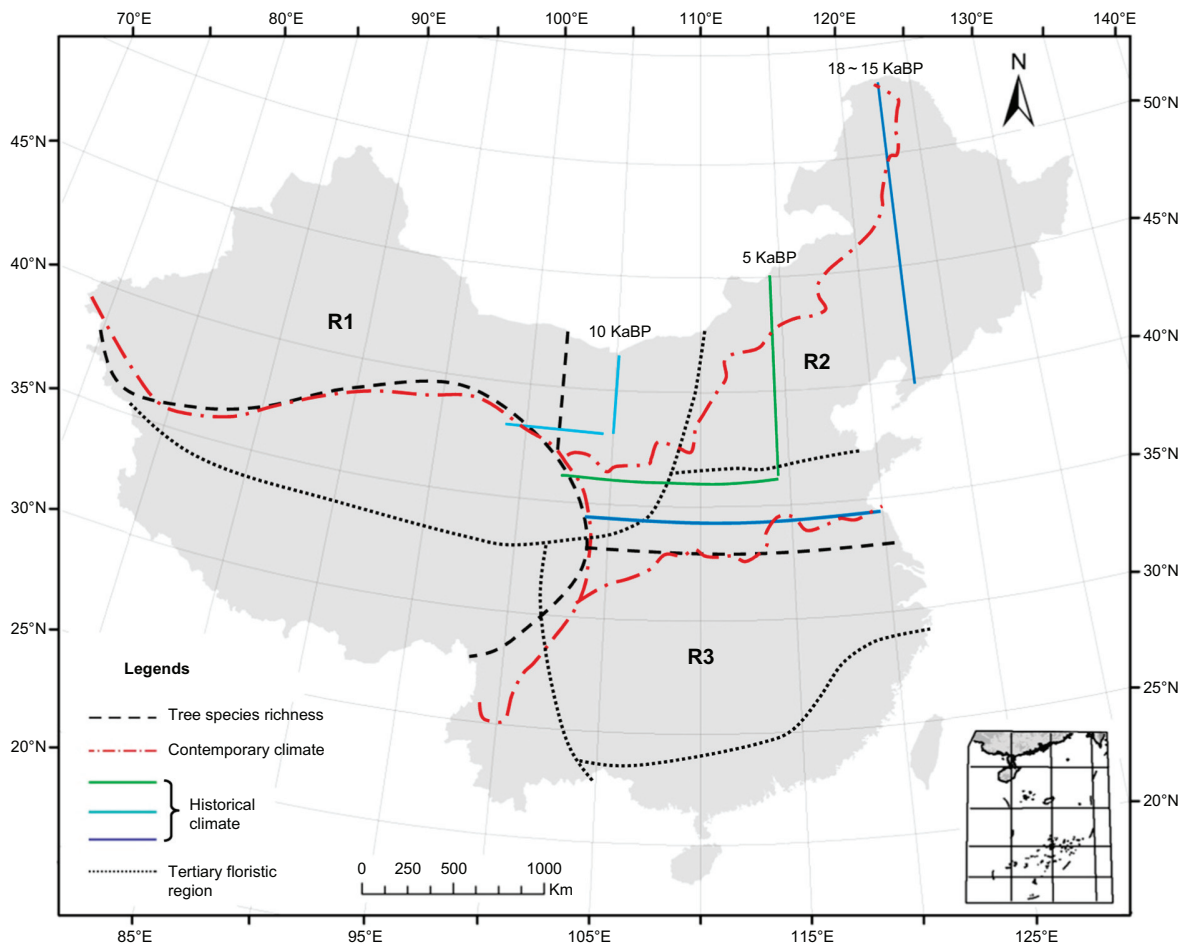 70°E 80°E 90°E 100°E 110°E 120°E 130°E 140°E
18 ~ 15 KaBP
N
50°N
45°N
45°N
40°N
5 KaBP
R1
10 KaBP
40°N
R2
35°N
35°N
30°N
30°N
25°N
R3
Legends
25°N
Tree species richness
20°N
Contemporary climate
20°N
Historical
climate
Tertiary floristic
region
0 250 500 1000
Km
85°E 95°E 105°E 115°E 125°E